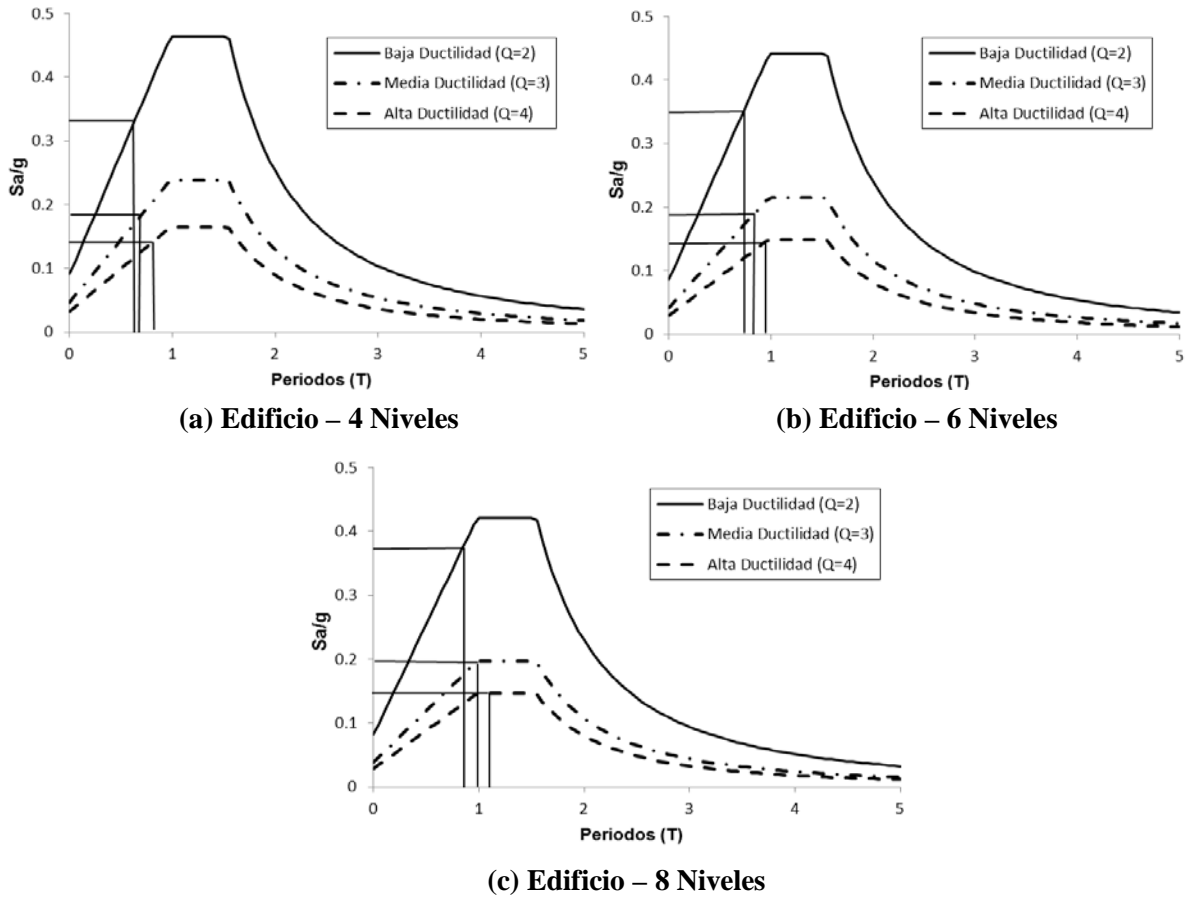 0.5
0.4
0.3
0.2
0.1
0
Sa/g
Baja Ductilidad (Q=2)
Media Ductilidad (Q=3)
Alta Ductilidad (Q=4)
0 1 2 3 4 5
Periodos (T)
(a) Edificio – 4 Niveles
0.5
0.4
0.3
0.2
0.1
0
Sa/g
Baja Ductilidad (Q=2)
Media Ductilidad (Q=3)
Alta Ductilidad (Q=4)
0 1 2 3 4 5
Periodos (T)
(b) Edificio – 6 Niveles
0.5
0.4
0.3
0.2
0.1
0
Sa/g
Baja Ductilidad (Q=2)
Media Ductilidad (Q=3)
Alta Ductilidad (Q=4)
0 1 2 3 4 5
Periodos (T)
(c) Edificio – 8 Niveles